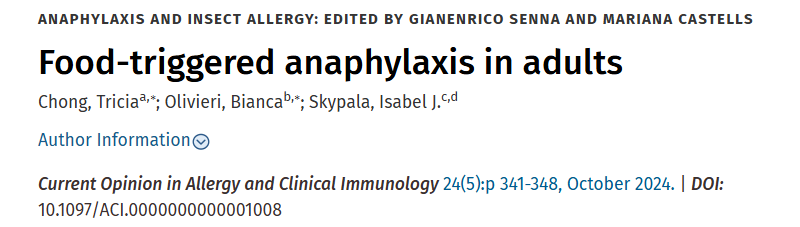 ANAPHYLAXIS AND INSECT ALLERGY: EDITED BY GIANENRICO SENNA AND MARIANA CASTELLS
Food-triggered anaphylaxis in adults
Chong, Triciaa,*; Olivieri, Biancab,*; Skypala, Isabel J.c,d
Author Information
Current Opinion in Allergy and Clinical Immunology 24(5):p 341-348, October 2024. | DOI:
10.1097/ACI.0000000000001008